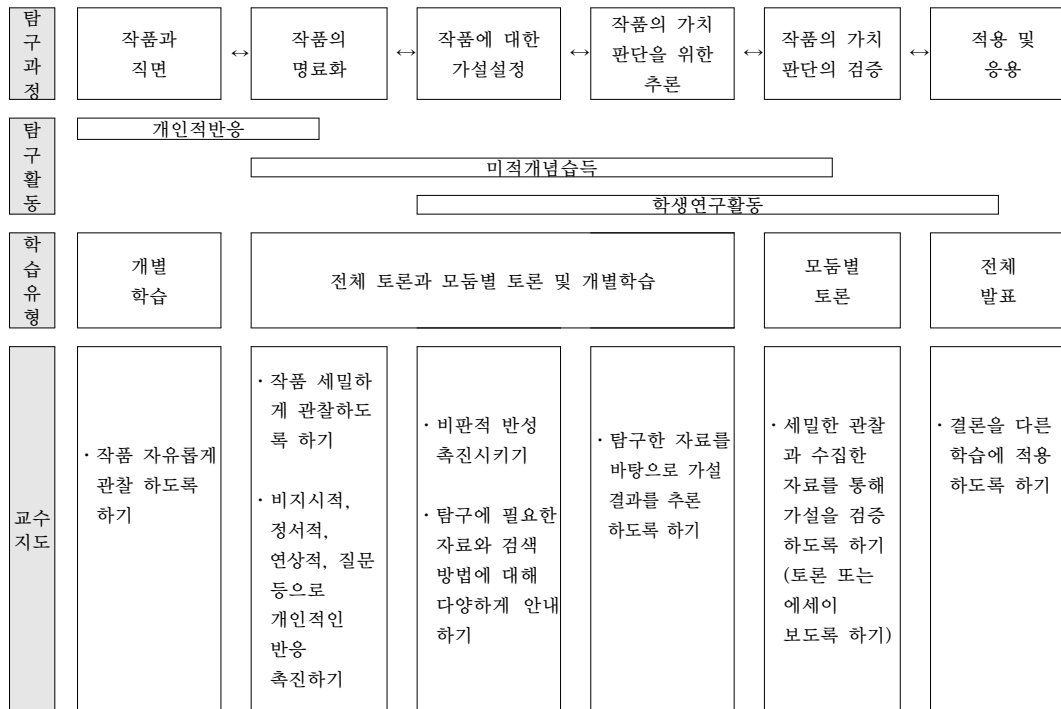 탐
구
과
정
작품과
직면
↔
작품의
명료화
↔
작품에 대한
가설설정
↔
작품의 가치
판단을 위한
추론
↔
작품의 가치
판단의 검증
↔
적용 및
응용
탐
구
활
동
개인적반응
미적개념습득
학생연구활동
학
습
유
형
개별
학습
전체 토론과 모둠별 토론 및 개별학습
모둠별
토론
전체
발표
교수
지도
· 작품 자유롭게
관찰 하도록
하기
· 작품 세밀하
게 관찰하도
록 하기
· 비지시적,
정서적,
연상적, 질문
등으로
개인적인
반응
촉진하기
· 비판적 반성
촉진시키기
· 탐구에 필요한
자료와 검색
방법에 대해
다양하게 안내
하기
· 탐구한 자료를
바탕으로 가설
결과를 추론
하도록 하기
· 세밀한 관찰
과 수집한
자료를 통해
가설을 검증
하도록 하기
(토론 또는
에세이
보도록 하기)
· 결론을 다른
학습에 적용
하도록 하기